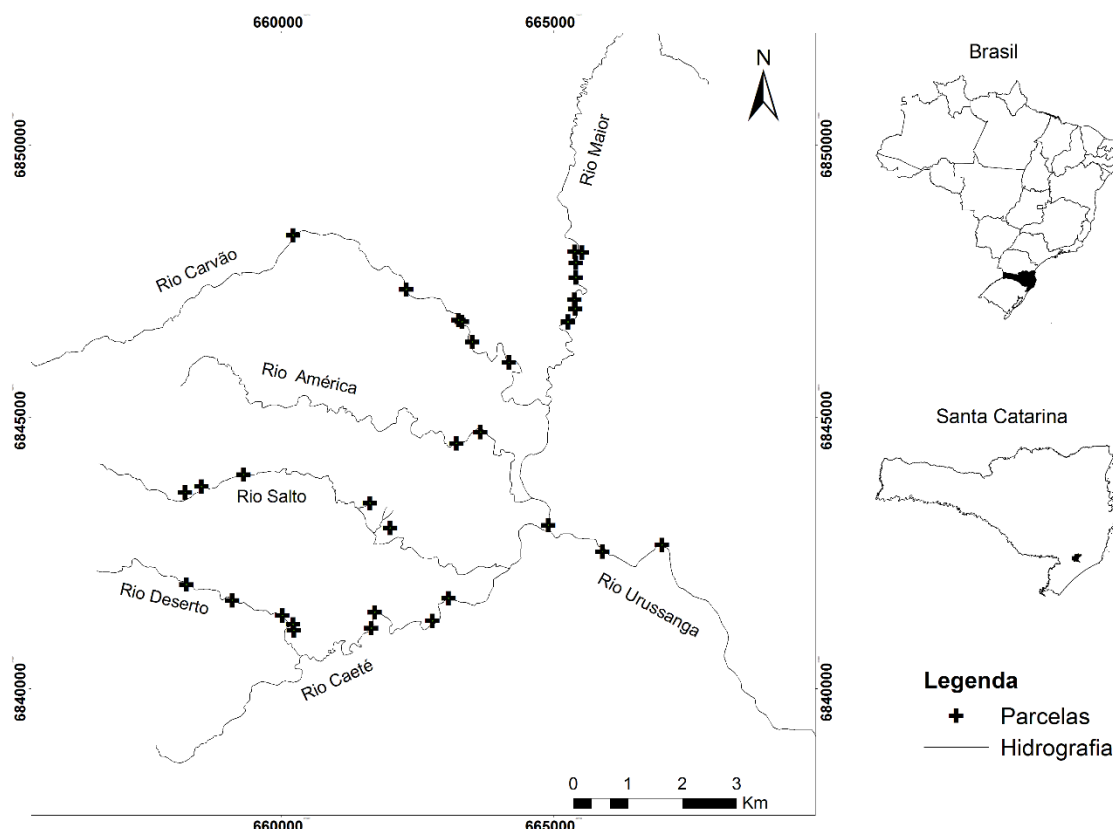 660000
665000
N
6850000
6850000
Rio Maior
Rio Carvão
Rio América
6845000
6845000
Rio Salto
Rio Deserto
Rio Urussanga
Rio Caeté
6840000
6840000
0 1 2 3
Km
660000
665000
Brasil
Santa Catarina
Legenda
Parcelas
Hidrografia